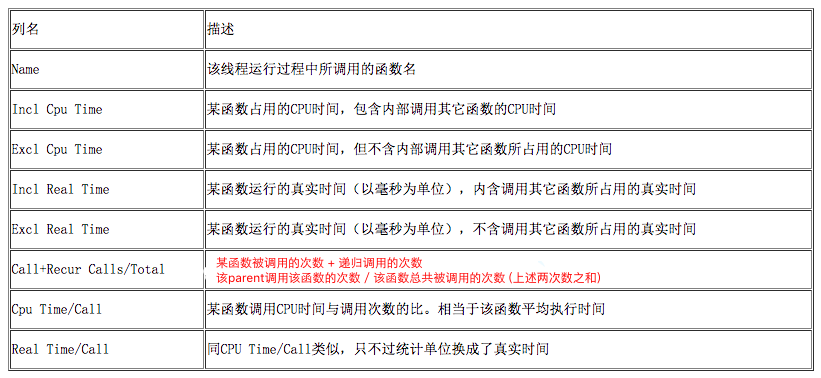 列名 描述
Name 该线程运行过程中所调用的函数名
Incl Cpu Time 某函数占用的CPU时间，包含内部调用其它函数的CPU时间
Excl Cpu Time 某函数占用的CPU时间，但不含内部调用其它函数所占用的CPU时间
Incl Real Time 某函数运行的真实时间（以毫秒为单位），内含调用其它函数所占用的真实时间
Excl Real Time 某函数运行的真实时间（以毫秒为单位），不含调用其它函数所占用的真实时间
Call+Recur Calls/Total 某函数被调用的次数 + 递归调用的次数
该parent调用该函数的次数 / 该函数总共被调用的次数 (上述两次数之和)
Cpu Time/Call 某函数调用CPU时间与调用次数的比。相当于该函数平均执行时间
Real Time/Call 同CPU Time/Call类似，只不过统计单位换成了真实时间